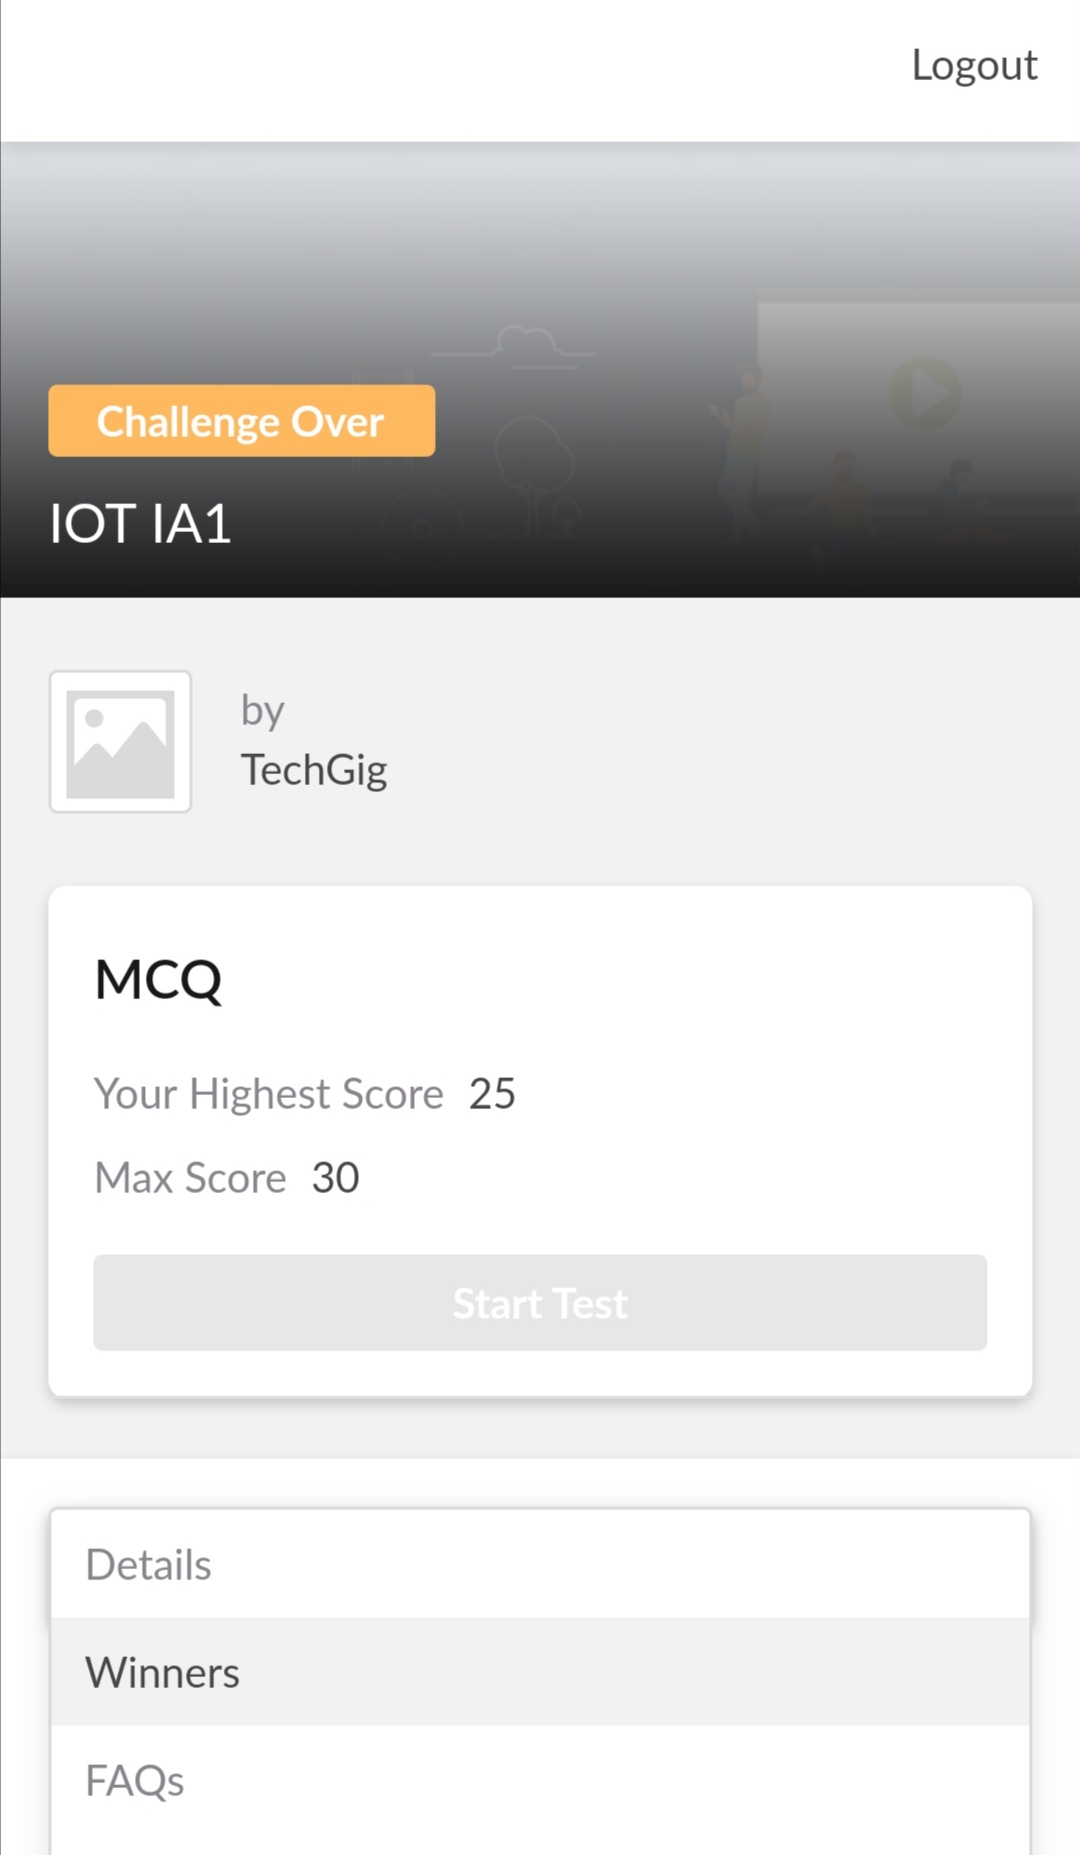 Logout
Challenge Over
IOT IA1
by
TechGig
MCQ
Your Highest Score 25
Max Score 30
Start Test
Details
Winners
FAQs